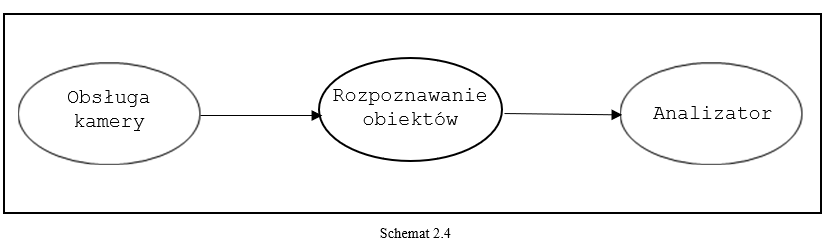 Obsługa
kamery
Rozpoznawanie
obiektów
Analizator
Schemat 2.4